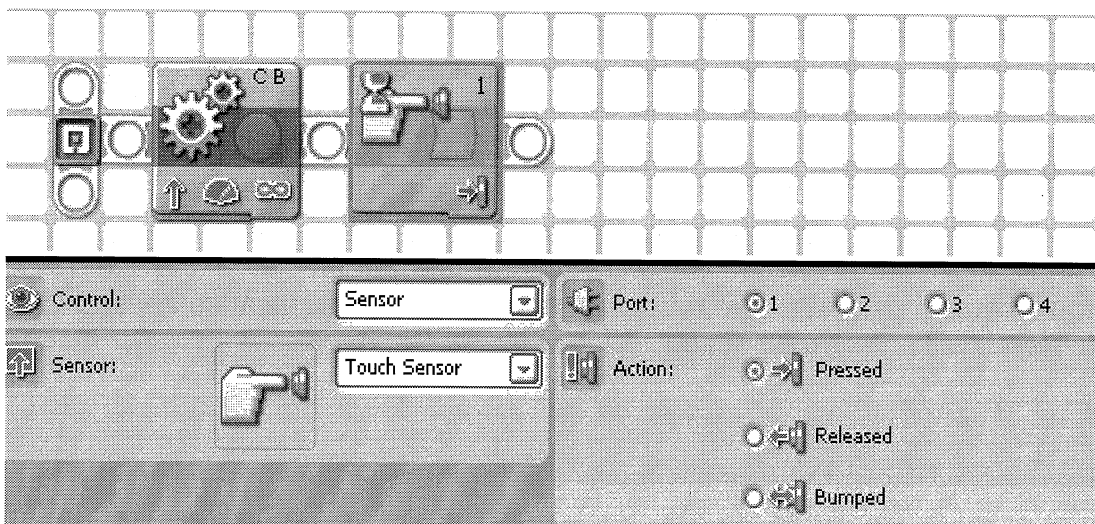 C B
1
Control:
Sensor
Port:
1
2
3
4
Sensor:
Touch Sensor
Action:
Pressed
Released
Bumped